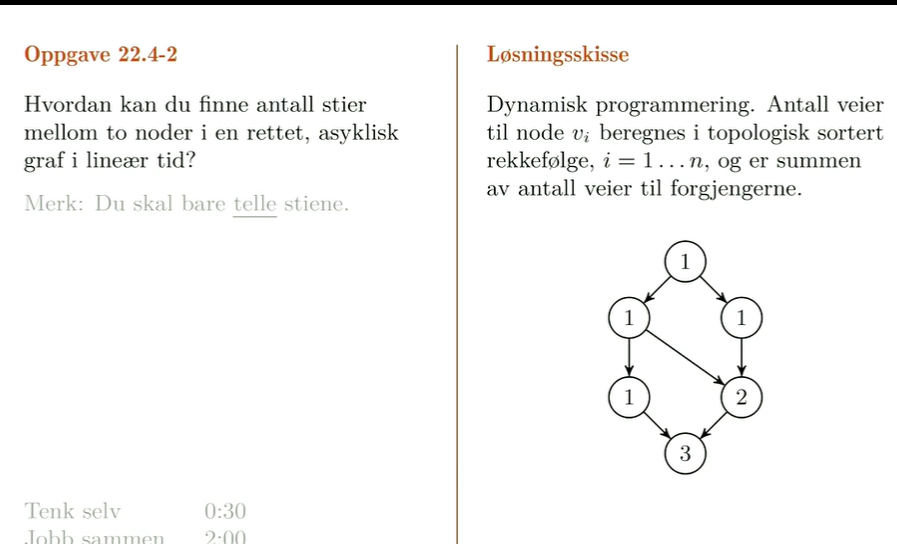 Oppgave 22.4-2
Hvordan kan du finne antall stier
mellom to noder i en rettet, asyklisk
graf i lineær tid?
Merk: Du skal bare telle stiene.
Tenk selv 0:30
Jobb sammen 2:00
Løsningsskisse
Dynamisk programmering. Antall veier
til node vᵢ beregnes i topologisk sortert
rekkefølge, i = 1 . . . n, og er summen
av antall veier til forgjengerne.
1
1 1
1 2
3